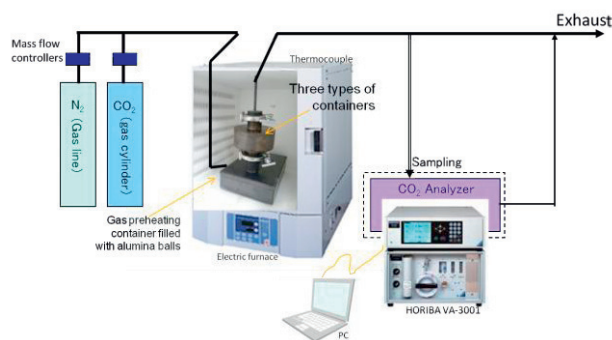 Exhaust
Mass flow
controllers
Thermocouple
Three types of
containers
N2
(Gas line)
CO2
(gas cylinder)
Sampling
CO2 Analyzer
Gas preheating
container filled
with alumina balls
Electric furnace
HORIBA VA-3001
PC